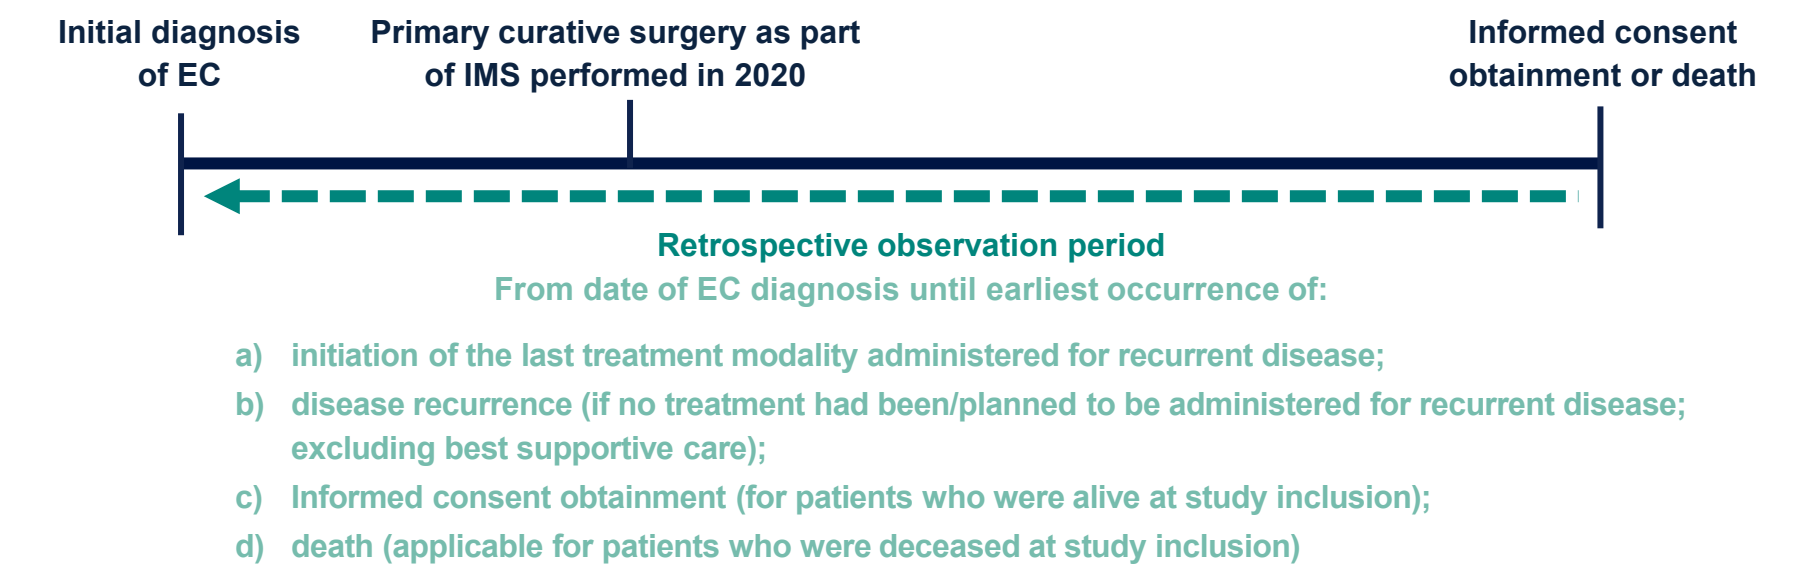 Initial diagnosis
of EC
Primary curative surgery as part
of IMS performed in 2020
Informed consent
obtainment or death
Retrospective observation period
From date of EC diagnosis until earliest occurrence of:
a) initiation of the last treatment modality administered for recurrent disease;
b) disease recurrence (if no treatment had been/planned to be administered for recurrent disease;
excluding best supportive care);
c) Informed consent obtainment (for patients who were alive at study inclusion);
d) death (applicable for patients who were deceased at study inclusion)